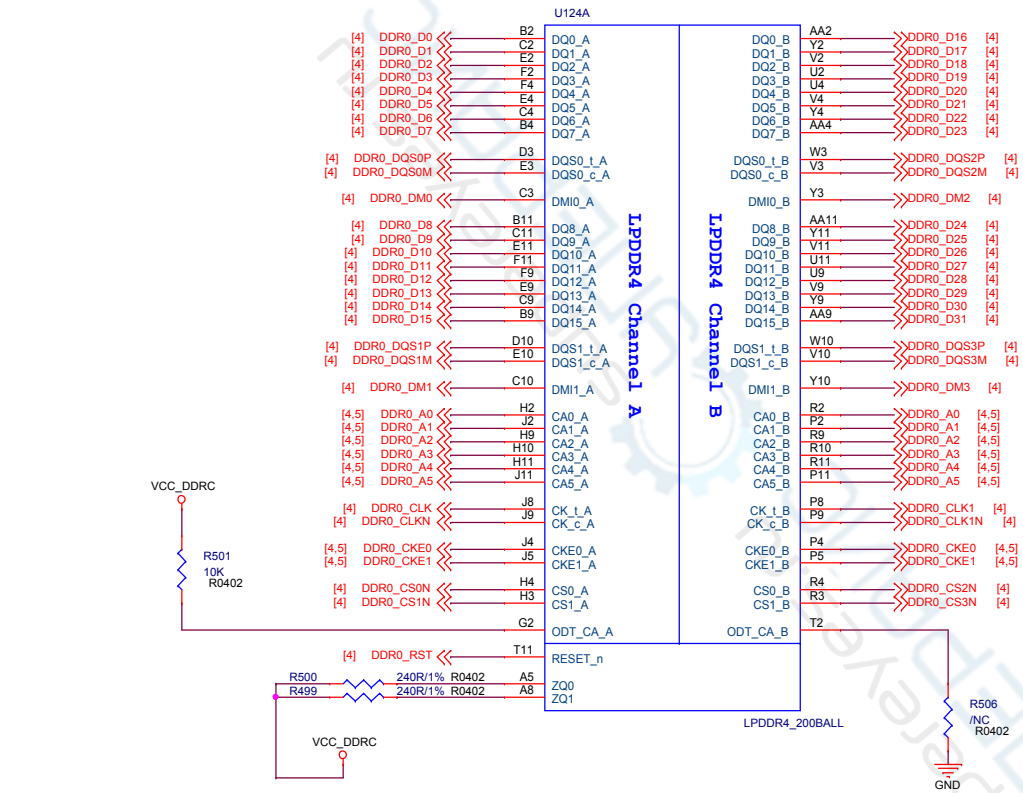 U124A
[4] DDR0_D0 B2 DQ0_A DQ0_B AA2 DDR0_D16 [4]
[4] DDR0_D1 C2 DQ1_A DQ1_B Y2 DDR0_D17 [4]
[4] DDR0_D2 E2 DQ2_A DQ2_B V2 DDR0_D18 [4]
[4] DDR0_D3 F2 DQ3_A DQ3_B U2 DDR0_D19 [4]
[4] DDR0_D4 F4 DQ4_A DQ4_B U4 DDR0_D20 [4]
[4] DDR0_D5 E4 DQ5_A DQ5_B V4 DDR0_D21 [4]
[4] DDR0_D6 C4 DQ6_A DQ6_B Y4 DDR0_D22 [4]
[4] DDR0_D7 B4 DQ7_A DQ7_B AA4 DDR0_D23 [4]
[4] DDR0_DQS0P D3 DQS0_t_A DQS0_t_B W3 DDR0_DQS2P [4]
[4] DDR0_DQS0M E3 DQS0_c_A DQS0_c_B V3 DDR0_DQS2M [4]
[4] DDR0_DM0 C3 DMI0_A DMI0_B Y3 DDR0_DM2 [4]
[4] DDR0_D8 B11 DQ8_A DQ8_B AA11 DDR0_D24 [4]
[4] DDR0_D9 C11 DQ9_A DQ9_B Y11 DDR0_D25 [4]
[4] DDR0_D10 E11 DQ10_A DQ10_B V11 DDR0_D26 [4]
[4] DDR0_D11 F11 DQ11_A DQ11_B U11 DDR0_D27 [4]
[4] DDR0_D12 F9 DQ12_A DQ12_B U9 DDR0_D28 [4]
[4] DDR0_D13 E9 DQ13_A DQ13_B V9 DDR0_D29 [4]
[4] DDR0_D14 C9 DQ14_A DQ14_B Y9 DDR0_D30 [4]
[4] DDR0_D15 B9 DQ15_A DQ15_B AA9 DDR0_D31 [4]
LPDDR4 Channel A
LPDDR4 Channel B
[4] DDR0_DQS1P D10 DQS1_t_A DQS1_t_B W10 DDR0_DQS3P [4]
[4] DDR0_DQS1M E10 DQS1_c_A DQS1_c_B V10 DDR0_DQS3M [4]
[4] DDR0_DM1 C10 DMI1_A DMI1_B Y10 DDR0_DM3 [4]
[4,5] DDR0_A0 H2 CA0_A CA0_B R2 DDR0_A0 [4,5]
[4,5] DDR0_A1 J2 CA1_A CA1_B P2 DDR0_A1 [4,5]
[4,5] DDR0_A2 H9 CA2_A CA2_B R9 DDR0_A2 [4,5]
[4,5] DDR0_A3 H10 CA3_A CA3_B R10 DDR0_A3 [4,5]
[4,5] DDR0_A4 H11 CA4_A CA4_B R11 DDR0_A4 [4,5]
[4,5] DDR0_A5 J11 CA5_A CA5_B P11 DDR0_A5 [4,5]
VCC_DDRC
[4] DDR0_CLK J8 CK_t_A CK_t_B P8 DDR0_CLK1 [4]
[4] DDR0_CLKN J9 CK_c_A CK_c_B P9 DDR0_CLK1N [4]
[4,5] DDR0_CKE0 J4 CKE0_A CKE0_B P4 DDR0_CKE0 [4,5]
[4,5] DDR0_CKE1 J5 CKE1_A CKE1_B P5 DDR0_CKE1 [4,5]
R501
10K
R0402
[4] DDR0_CS0N H4 CS0_A CS0_B R4 DDR0_CS2N [4]
[4] DDR0_CS1N H3 CS1_A CS1_B R3 DDR0_CS3N [4]
G2 ODT_CA_A ODT_CA_B T2
[4] DDR0_RST T11 RESET_n
R500 240R/1% R0402 A5 ZQ0
R499 240R/1% R0402 A8 ZQ1
R506
/NC
R0402
LPDDR4_200BALL
VCC_DDRC
GND